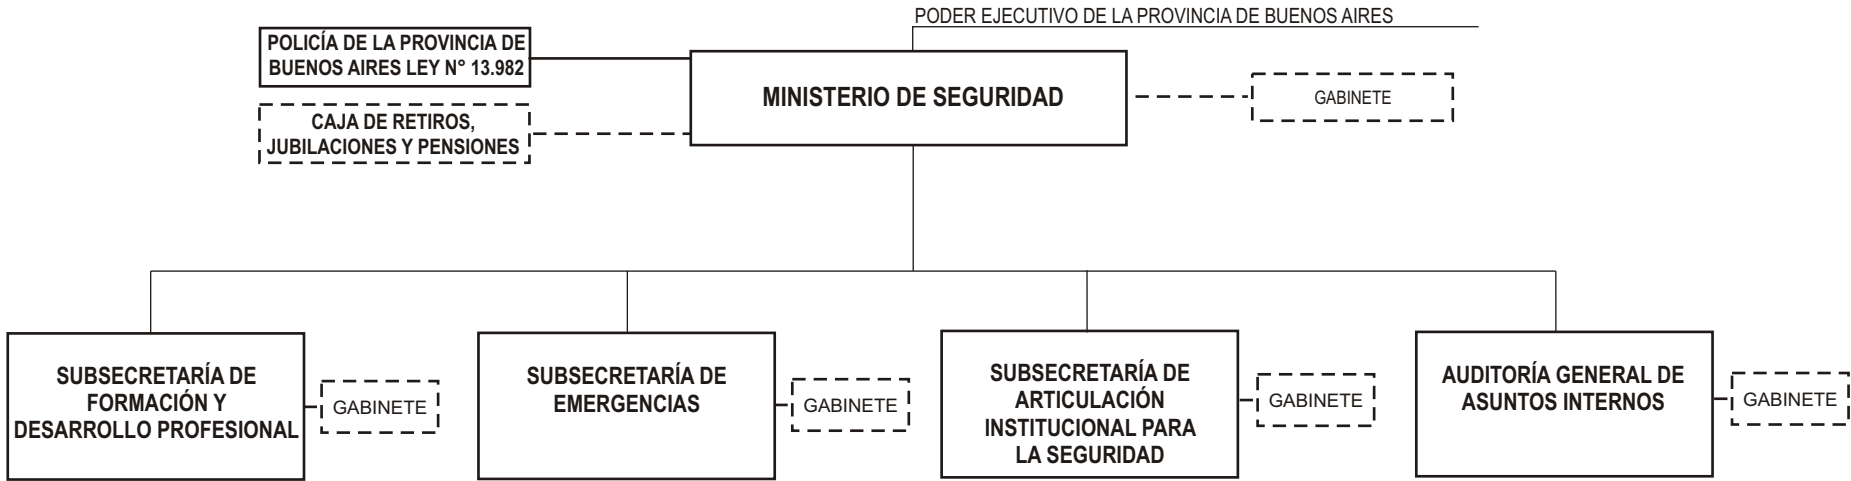 PODER EJECUTIVO DE LA PROVINCIA DE BUENOS AIRES
POLICÍA DE LA PROVINCIA DE
BUENOS AIRES LEY N° 13.982
MINISTERIO DE SEGURIDAD
GABINETE
CAJA DE RETIROS,
JUBILACIONES Y PENSIONES
SUBSECRETARÍA DE
FORMACIÓN Y
DESARROLLO PROFESIONAL
GABINETE
SUBSECRETARÍA DE
EMERGENCIAS
GABINETE
SUBSECRETARÍA DE
ARTICULACIÓN
INSTITUCIONAL PARA
LA SEGURIDAD
GABINETE
AUDITORÍA GENERAL DE
ASUNTOS INTERNOS
GABINETE